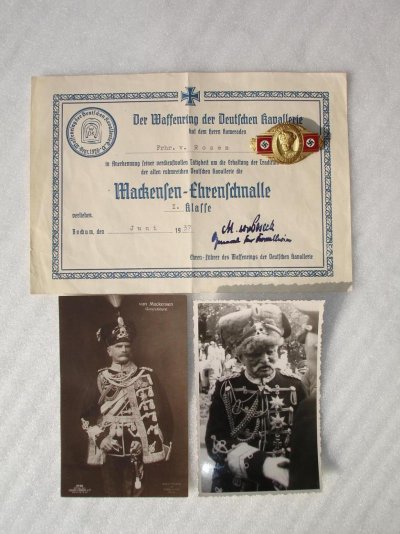 Der Waffenring der Deutschen Kavallerie
hat dem Herrn Kameraden
Frhr. v. Rosen
in Anerkennung seiner verdienstvollen Tätigkeit um die Erhaltung der
der alten ruhmreichen Deutschen Kavallerie die
Mackensen-Ehrenschnalle
I. Klasse
verliehen.
Bochum, Juni 1937
Ehren-Führer des Waffenrings der Deutschen Kavallerie
von Mackensen